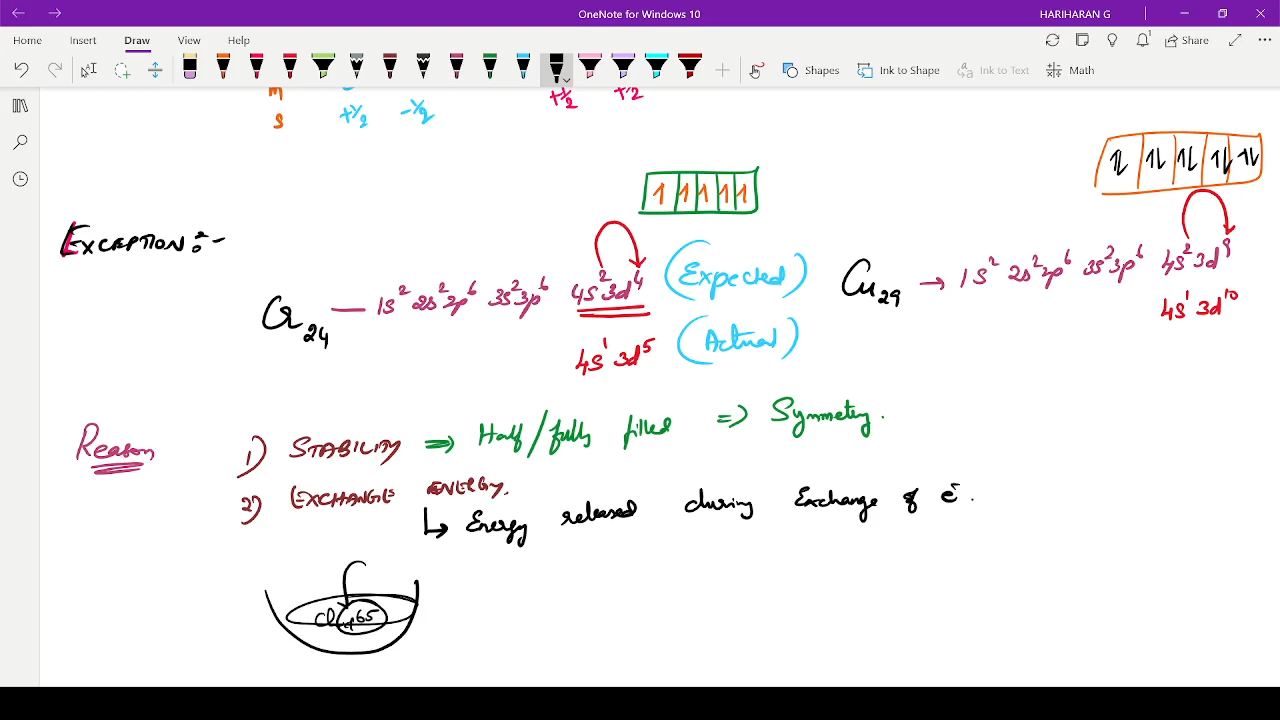 OneNote for Windows 10
HARIHARAN G
Home Insert Draw View Help
Share
Shapes
Ink to Shape
Ink to Text
Math
m
s +½ -½ +½ +½
EXCEPTION :-
Cr24 — 1s² 2s² 2p⁶ 3s² 3p⁶ 4s² 3d⁴ (Expected)
4s¹ 3d⁵ (Actual)
Cu29 → 1s² 2s² 2p⁶ 3s² 3p⁶ 4s² 3d⁹
4s¹ 3d¹⁰
Reason
1) STABILITY ⇒ Half/fully filled ⇒ Symmetry.
2) EXCHANGE ENERGY.
↳ Energy released during Exchange of e⁻.